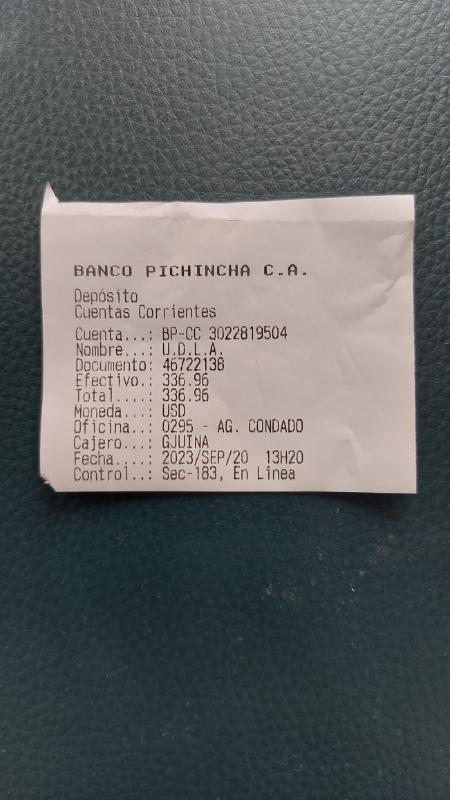 BANCO PICHINCHA C.A.
Depósito
Cuentas Corrientes
Cuenta...: BP-CC 3022819504
Nombre...: U.D.L.A.
Documento: 46722138
Efectivo.: 336.96
Total....: 336.96
Moneda...: USD
Oficina..: 0295 - AG. CONDADO
Cajero...: GJUINA
Fecha....: 2023/SEP/20 13H20
Control..: Sec-183, En Línea